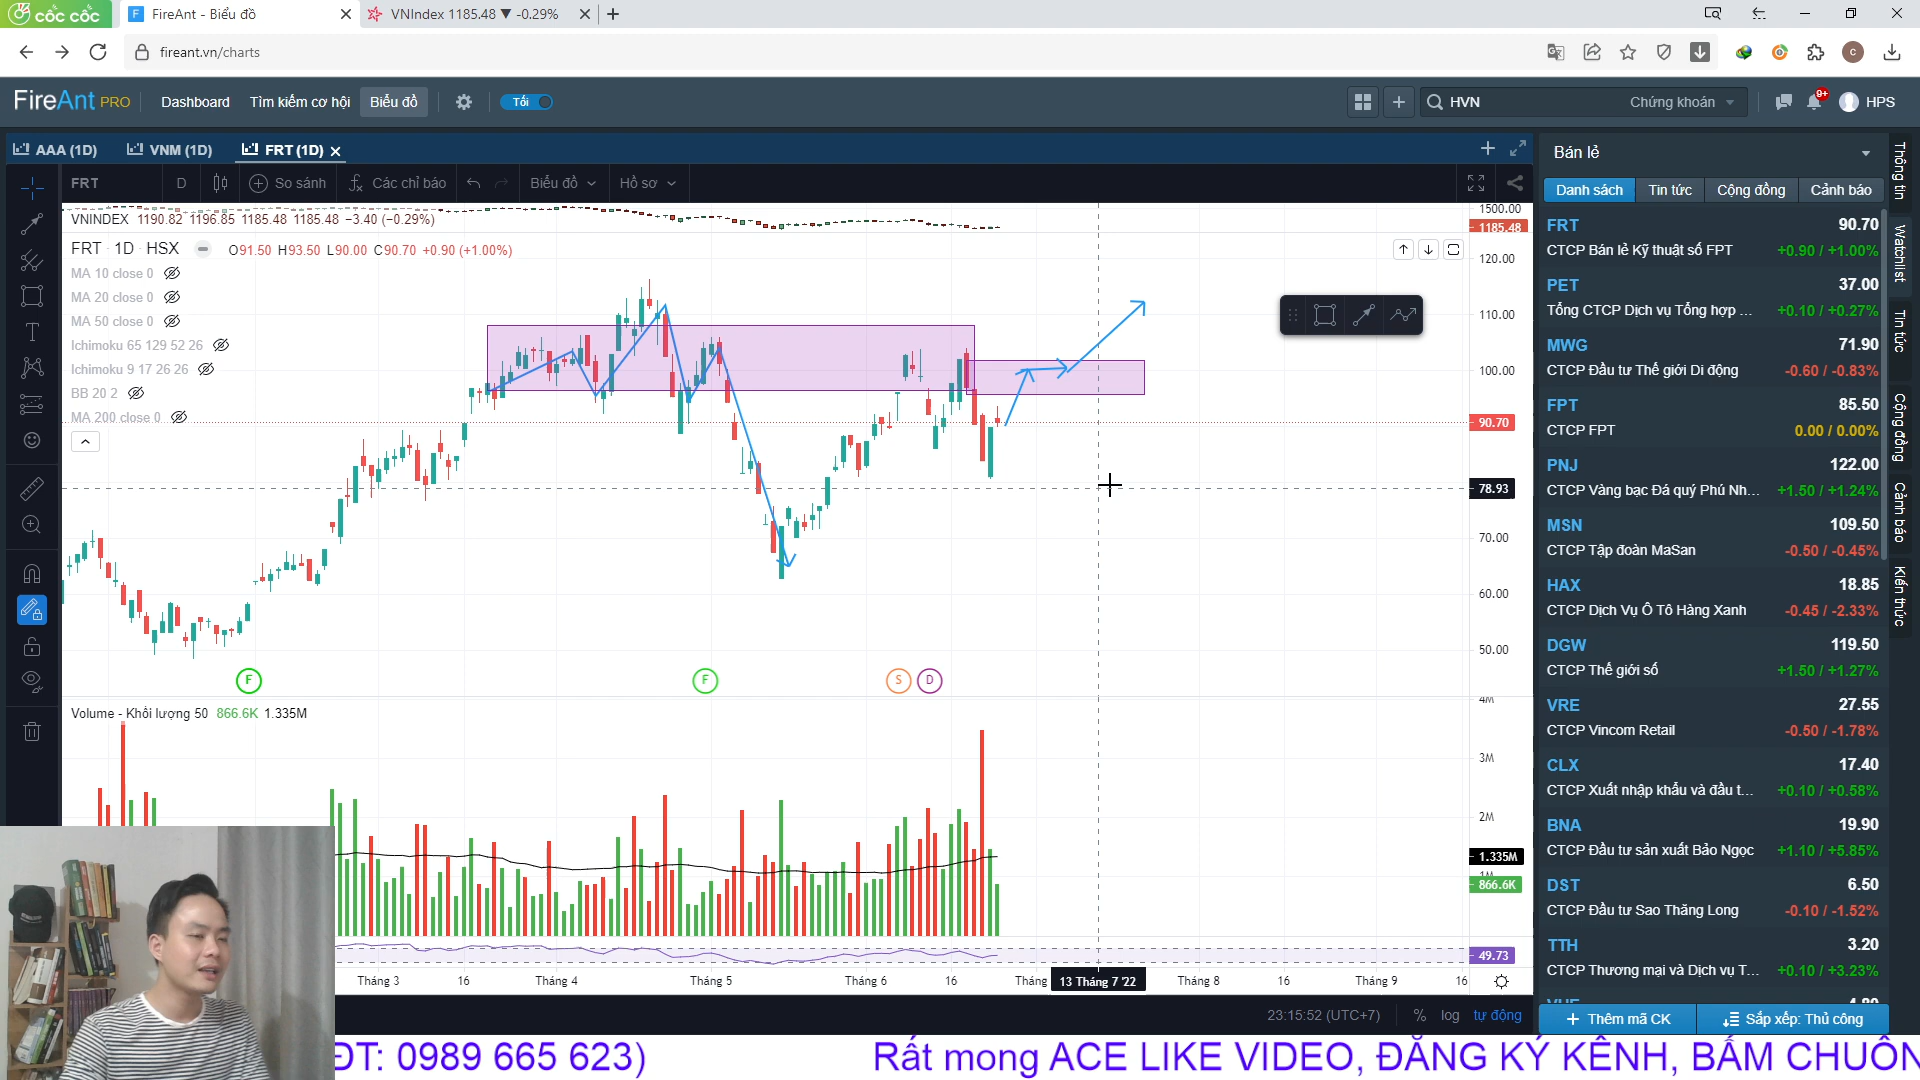 cốc cốc
FireAnt - Biểu đồ
VNIndex 1185.48 ▼ -0.29%
fireant.vn/charts
FireAnt PRO
Dashboard
Tìm kiếm cơ hội
Biểu đồ
Tối
HVN
Chứng khoán
9+
HPS
AAA (1D)
VNM (1D)
FRT (1D)
FRT
D
So sánh
Các chỉ báo
Biểu đồ
Hồ sơ
VNINDEX 1190.82 1196.85 1185.48 1185.48 −3.40 (−0.29%)
FRT · 1D · HSX
O91.50 H93.50 L90.00 C90.70 +0.90 (+1.00%)
MA 10 close 0
MA 20 close 0
MA 50 close 0
Ichimoku 65 129 52 26
Ichimoku 9 17 26 26
BB 20 2
MA 200 close 0
1500.00
1185.48
120.00
110.00
100.00
90.70
78.93
70.00
60.00
50.00
F
F
S
D
Volume - Khối lượng 50 866.6K 1.335M
4M
3M
2M
1.335M
1M
866.6K
49.73
Tháng 3
16
Tháng 4
Tháng 5
Tháng 6
16
Tháng
13 Tháng 7 '22
Tháng 8
16
Tháng 9
16
23:15:52 (UTC+7)
%
log
tự động
Bán lẻ
Danh sách
Tin tức
Cộng đồng
Cảnh báo
FRT 90.70
CTCP Bán lẻ Kỹ thuật số FPT +0.90 / +1.00%
PET 37.00
Tổng CTCP Dịch vụ Tổng hợp ... +0.10 / +0.27%
MWG 71.90
CTCP Đầu tư Thế giới Di động -0.60 / -0.83%
FPT 85.50
CTCP FPT 0.00 / 0.00%
PNJ 122.00
CTCP Vàng bạc Đá quý Phú Nh... +1.50 / +1.24%
MSN 109.50
CTCP Tập đoàn MaSan -0.50 / -0.45%
HAX 18.85
CTCP Dịch Vụ Ô Tô Hàng Xanh -0.45 / -2.33%
DGW 119.50
CTCP Thế giới số +1.50 / +1.27%
VRE 27.55
CTCP Vincom Retail -0.50 / -1.78%
CLX 17.40
CTCP Xuất nhập khẩu và đầu t... +0.10 / +0.58%
BNA 19.90
CTCP Đầu tư sản xuất Bảo Ngọc +1.10 / +5.85%
DST 6.50
CTCP Đầu tư Sao Thăng Long -0.10 / -1.52%
TTH 3.20
CTCP Thương mại và Dịch vụ T... +0.10 / +3.23%
Thêm mã CK
Sắp xếp: Thủ công
Thông tin
Watchlist
Tin tức
Cộng đồng
Cảnh báo
Kiến thức
ĐT: 0989 665 623)
Rất mong ACE LIKE VIDEO, ĐĂNG KÝ KÊNH, BẤM CHUÔN